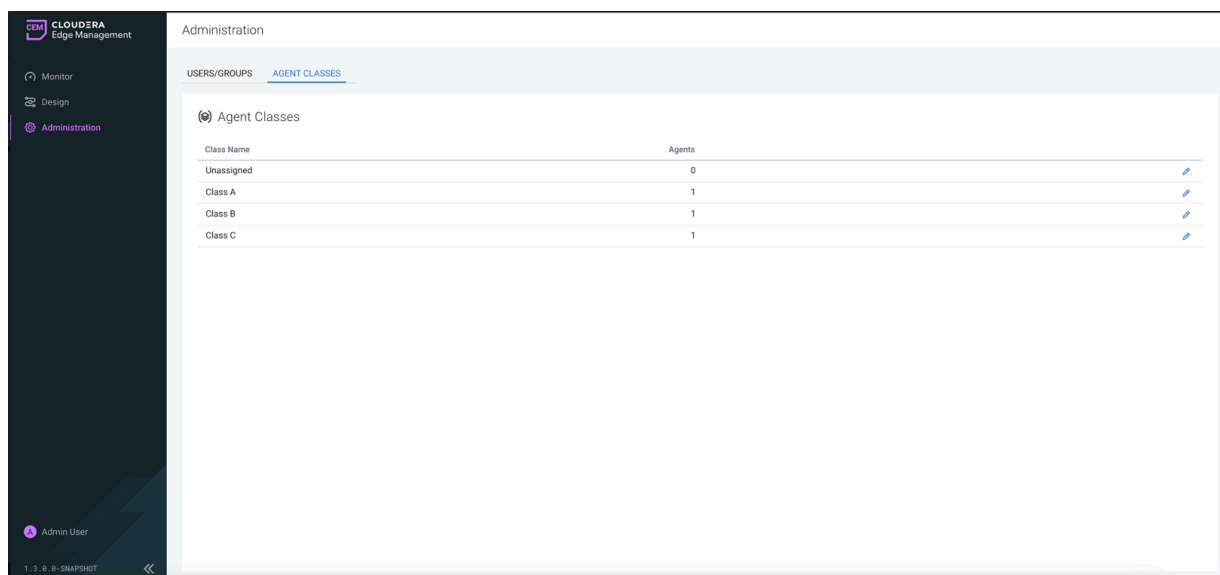 CEM CLOUDERA
Edge Management
Administration
Monitor
Design
Administration
USERS/GROUPS AGENT CLASSES
Agent Classes
Class Name Agents
Unassigned 0
Class A 1
Class B 1
Class C 1
A Admin User
1.3.0.0-SNAPSHOT